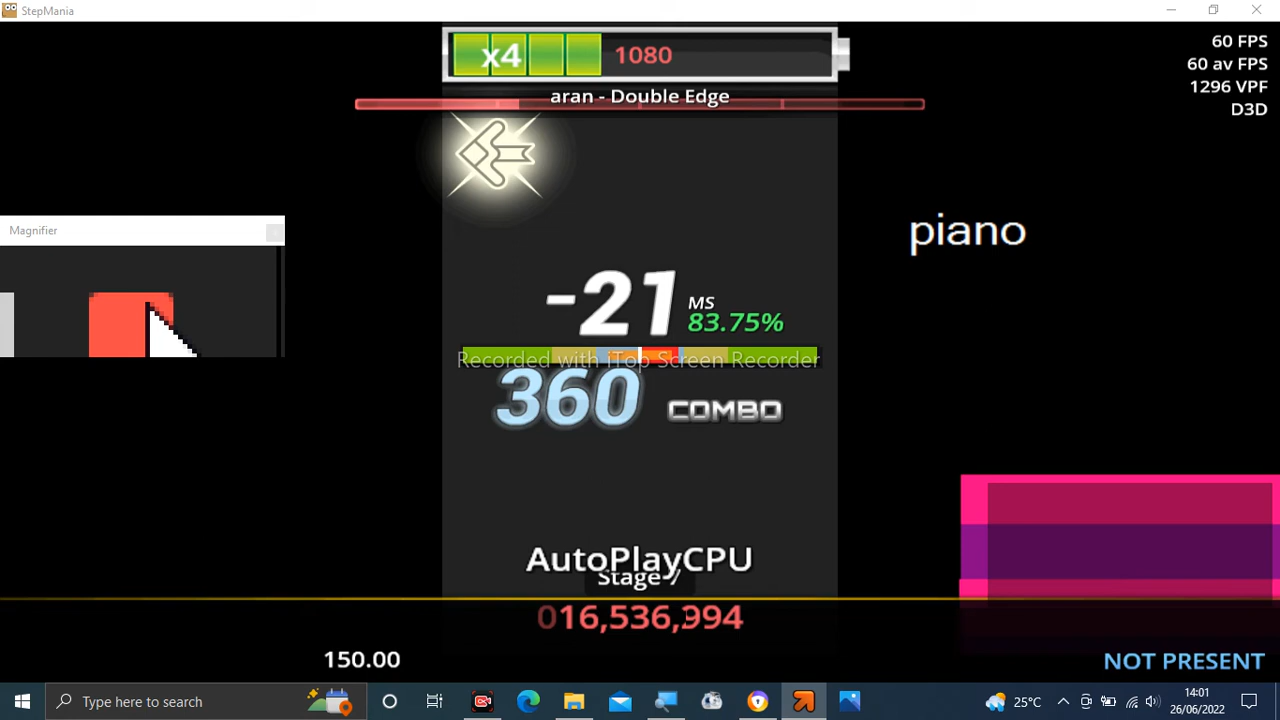 StepMania
60 FPS
60 av FPS
1296 VPF
D3D
x4 1080
aran - Double Edge
Magnifier
piano
-21 MS
83.75%
Recorded with iTop Screen Recorder
360 COMBO
AutoPlayCPU
Stage 7
016,536,994
150.00
NOT PRESENT
Type here to search
25°C
14:01
26/06/2022